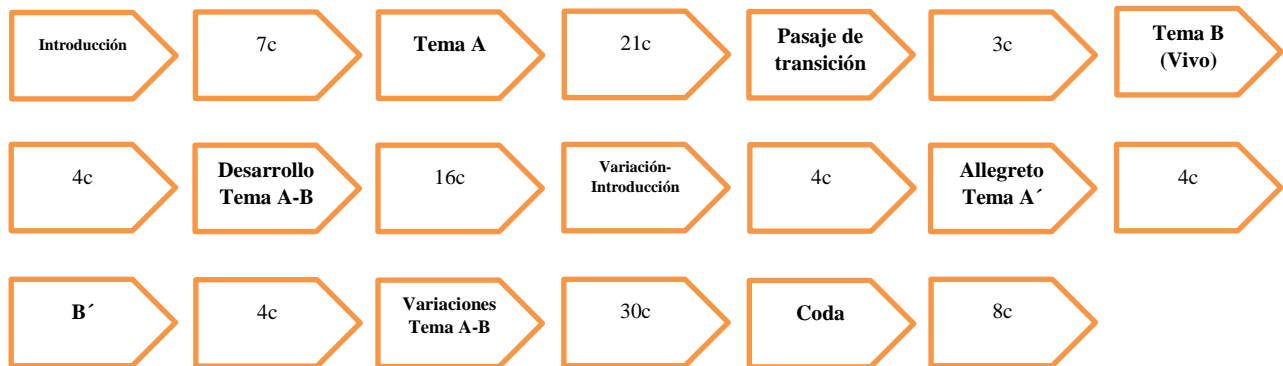 Introducción
7c
Tema A
21c
Pasaje de
transición
3c
Tema B
(Vivo)
4c
Desarrollo
Tema A-B
16c
Variación-
Introducción
4c
Allegreto
Tema A´
4c
B´
4c
Variaciones
Tema A-B
30c
Coda
8c